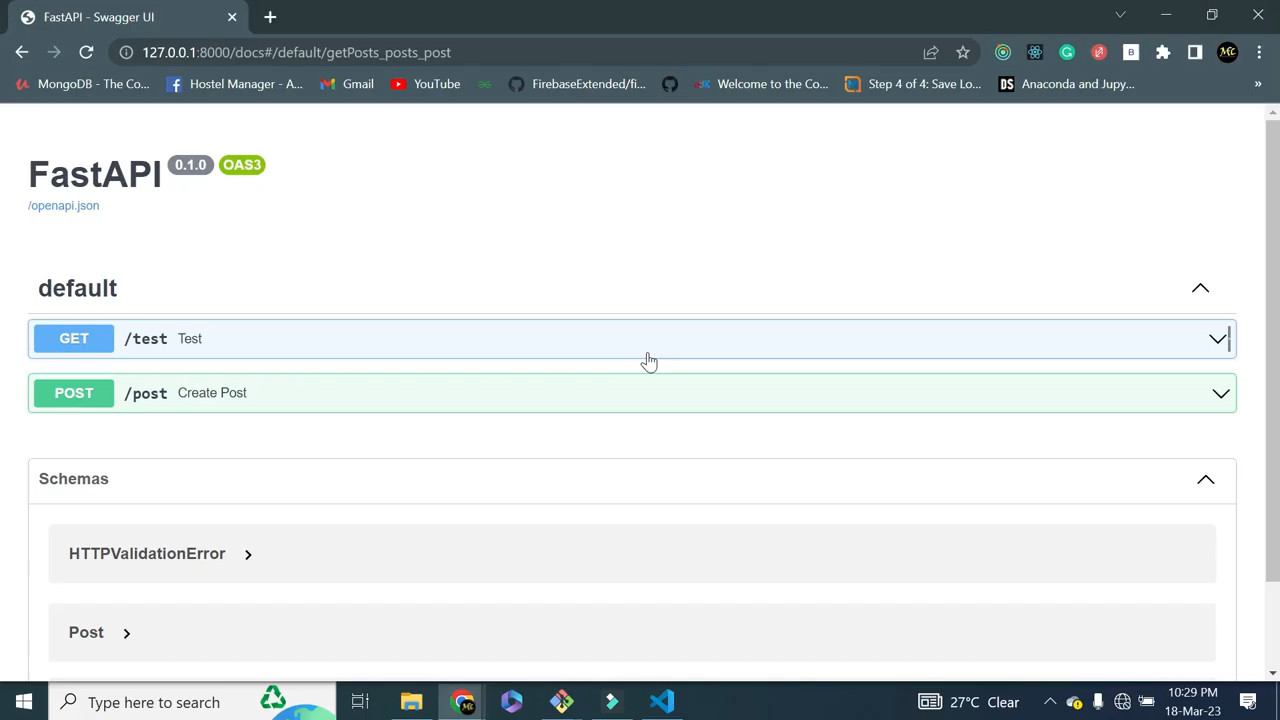 FastAPI - Swagger UI
127.0.0.1:8000/docs#/default/getPosts_posts_post
MongoDB - The Co...
Hostel Manager - A...
Gmail
YouTube
FirebaseExtended/fi...
Welcome to the Co...
Step 4 of 4: Save Lo...
DS
Anaconda and Jupy...
»
FastAPI 0.1.0 OAS3
/openapi.json
default
GET /test Test
POST /post Create Post
Schemas
HTTPValidationError
Post
Type here to search
27°C Clear
10:29 PM
18-Mar-23